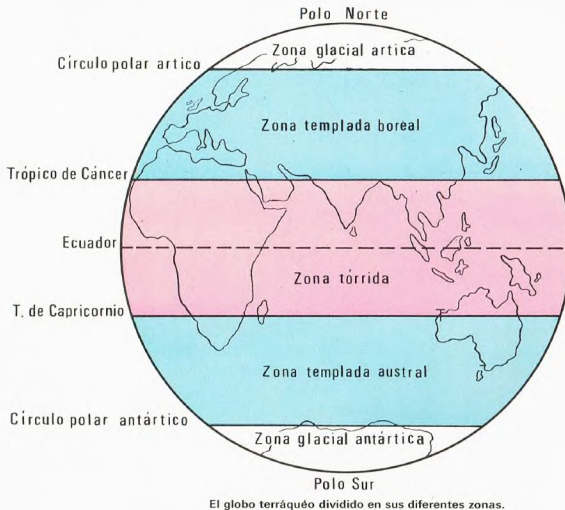 Polo Norte
Zona glacial artica
Círculo polar artico
Zona templada boreal
Trópico de Cáncer
Ecuador
Zona tórrida
T. de Capricornio
Zona templada austral
Círculo polar antártico
Zona glacial antártica
Polo Sur
El globo terráquéo dividido en sus diferentes zonas.